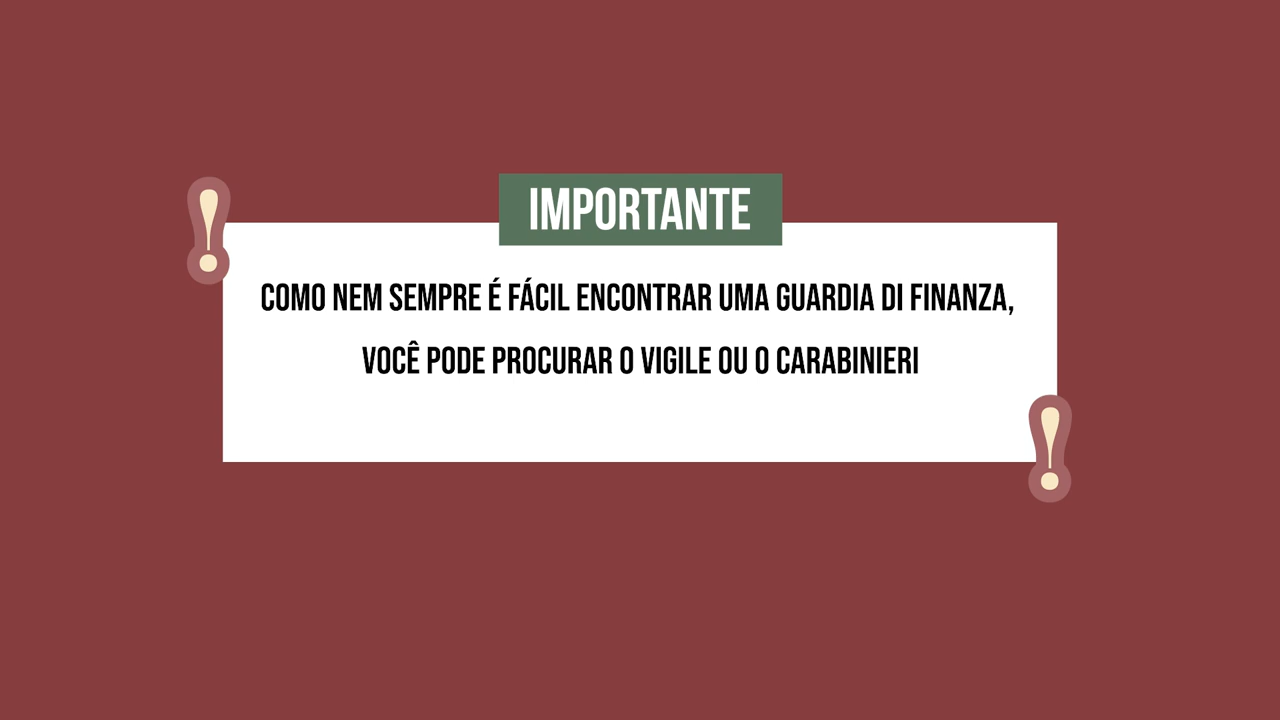 IMPORTANTE
COMO NEM SEMPRE É FÁCIL ENCONTRAR UMA GUARDIA DI FINANZA,
VOCÊ PODE PROCURAR O VIGILE OU O CARABINIERI